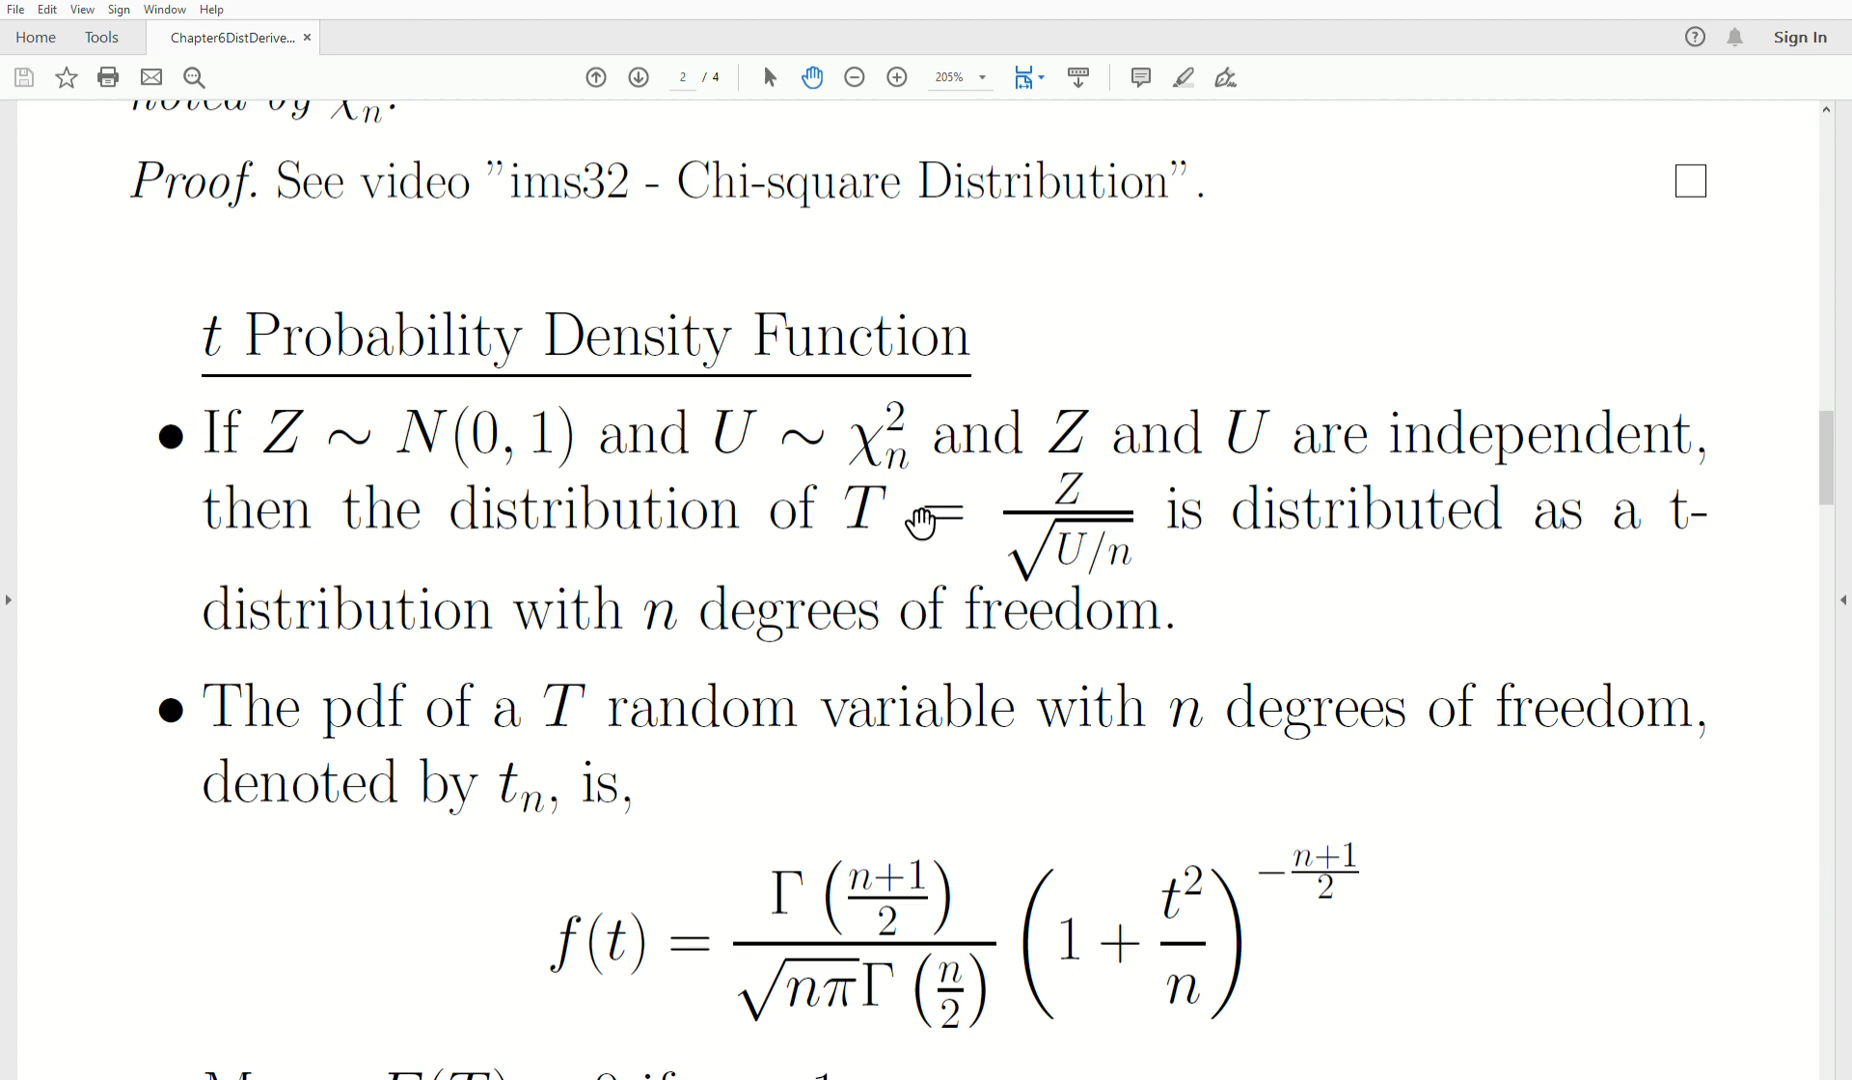 File Edit View Sign Window Help
Home Tools Chapter6DistDerive... × Sign In
2 / 4 205%
Proof. See video ”ims32 - Chi-square Distribution”. □
t Probability Density Function
• If Z ∼ N(0, 1) and U ∼ χ²ₙ and Z and U are independent,
then the distribution of T = Z / √(U/n) is distributed as a t-
distribution with n degrees of freedom.
• The pdf of a T random variable with n degrees of freedom,
denoted by tₙ, is,
f(t) = Γ((n+1)/2) / (√(nπ) Γ(n/2)) (1 + t²/n)^(−(n+1)/2)